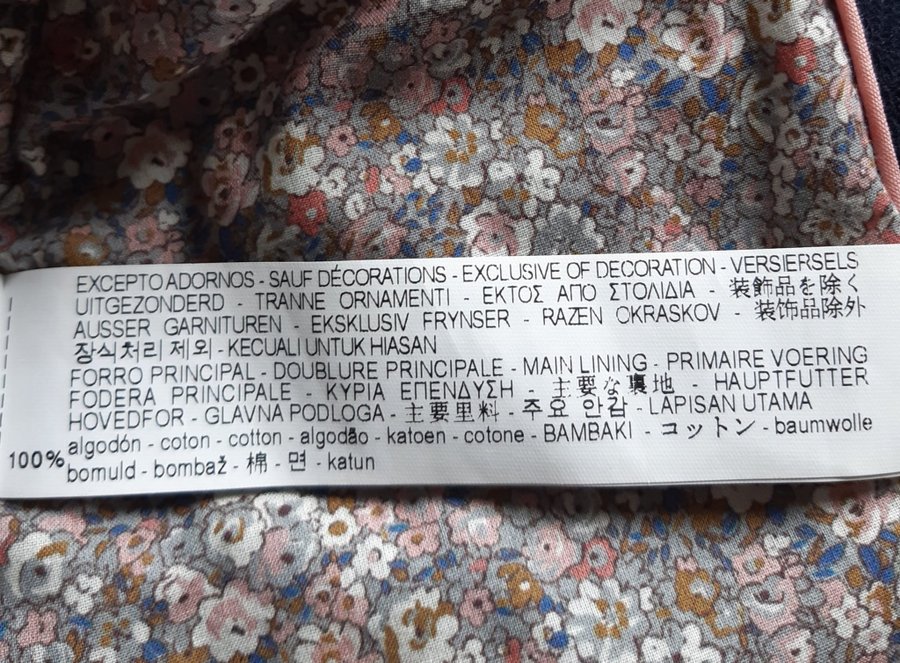 EXCEPTO ADORNOS - SAUF DÉCORATIONS - EXCLUSIVE OF DECORATION - VERSIERSELS
UITGEZONDERD - TRANNE ORNAMENTI - ΕΚΤΟΣ ΑΠΟ ΣΤΟΛΙΔΙΑ - 装飾品を除く
AUSSER GARNITUREN - EKSKLUSIV FRYNSER - RAZEN OKRASKOV - 装饰品除外
장식처리 제외 - KECUALI UNTUK HIASAN
FORRO PRINCIPAL - DOUBLURE PRINCIPALE - MAIN LINING - PRIMAIRE VOERING
FODERA PRINCIPALE - ΚΥΡΙΑ ΕΠΕΝΔΥΣΗ - 主要な裏地 - HAUPTFUTTER
HOVEDFOR - GLAVNA PODLOGA - 主要里料 - 주요 안감 - LAPISAN UTAMA
100% algodón - coton - cotton - algodão - katoen - cotone - BAMBAKI - コットン - baumwolle
bomuld - bombaž - 棉 - 면 - katun